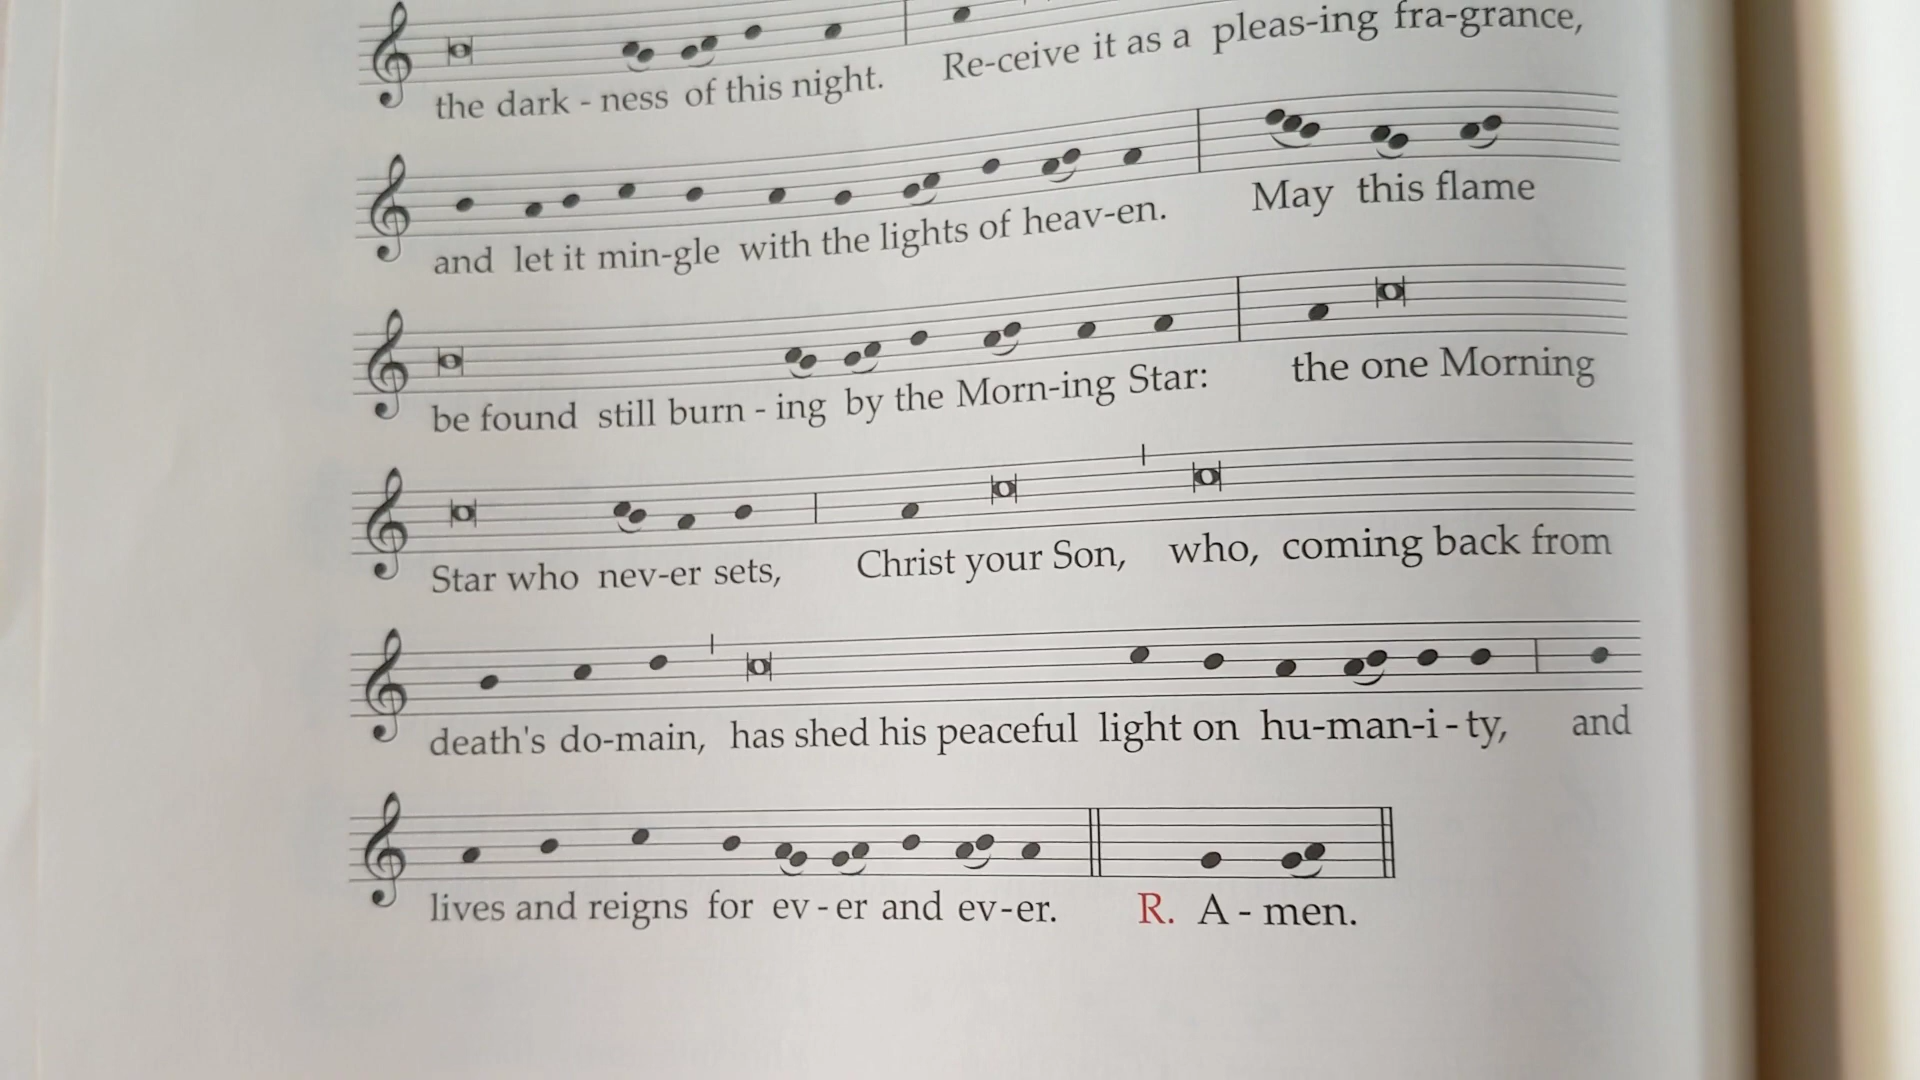 the dark - ness of this night. Re-ceive it as a pleas-ing fra-grance,
and let it min-gle with the lights of heav-en. May this flame
be found still burn - ing by the Morn-ing Star: the one Morning
Star who nev-er sets, Christ your Son, who, coming back from
death's do-main, has shed his peaceful light on hu-man-i-ty, and
lives and reigns for ev-er and ev-er. R. A-men.